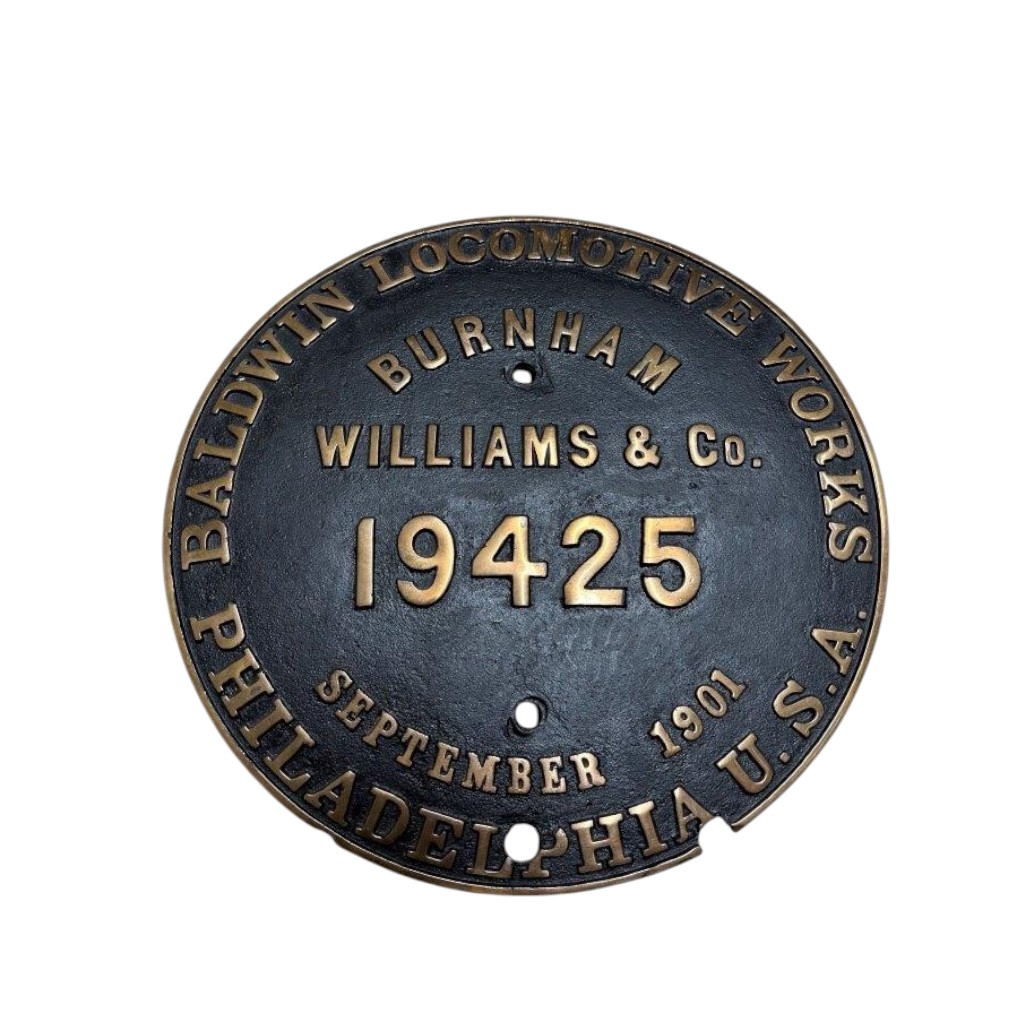 BALDWIN LOCOMOTIVE WORKS
BURNHAM
WILLIAMS & Co.
19425
SEPTEMBER 1901
PHILADELPHIA U.S.A.